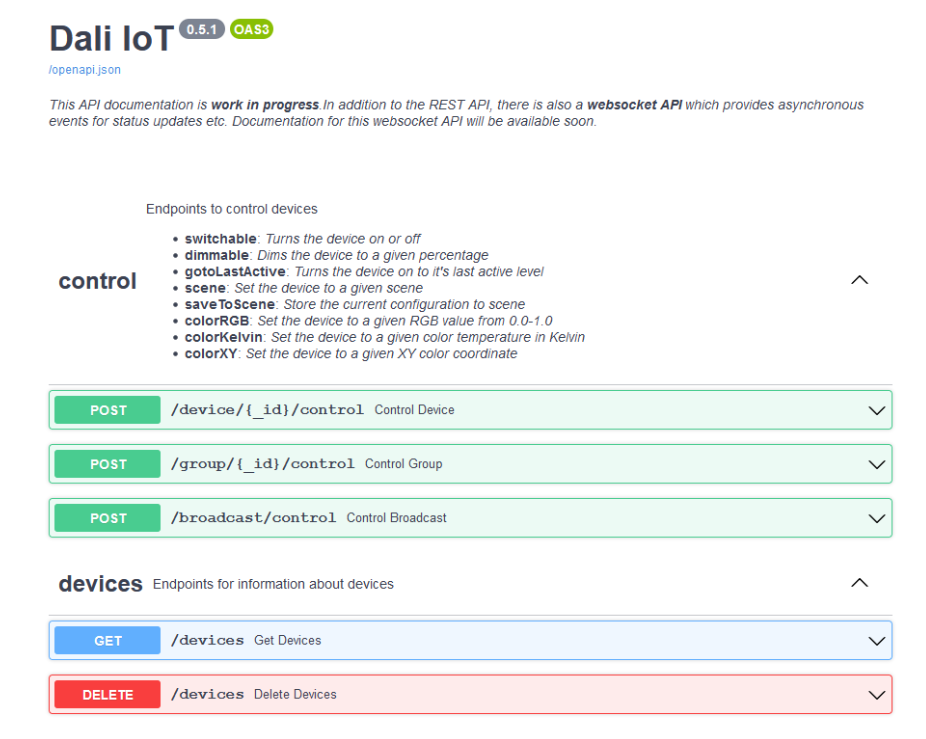 Dali IoT 0.5.1 OAS3
/openapi.json
This API documentation is work in progress.In addition to the REST API, there is also a websocket API which provides asynchronous
events for status updates etc. Documentation for this websocket API will be available soon.
Endpoints to control devices
• switchable: Turns the device on or off
• dimmable: Dims the device to a given percentage
• gotoLastActive: Turns the device on to it's last active level
control
• scene: Set the device to a given scene
• saveToScene: Store the current configuration to scene
• colorRGB: Set the device to a given RGB value from 0.0-1.0
• colorKelvin: Set the device to a given color temperature in Kelvin
• colorXY: Set the device to a given XY color coordinate
POST /device/{_id}/control Control Device
POST /group/{_id}/control Control Group
POST /broadcast/control Control Broadcast
devices Endpoints for information about devices
GET /devices Get Devices
DELETE /devices Delete Devices